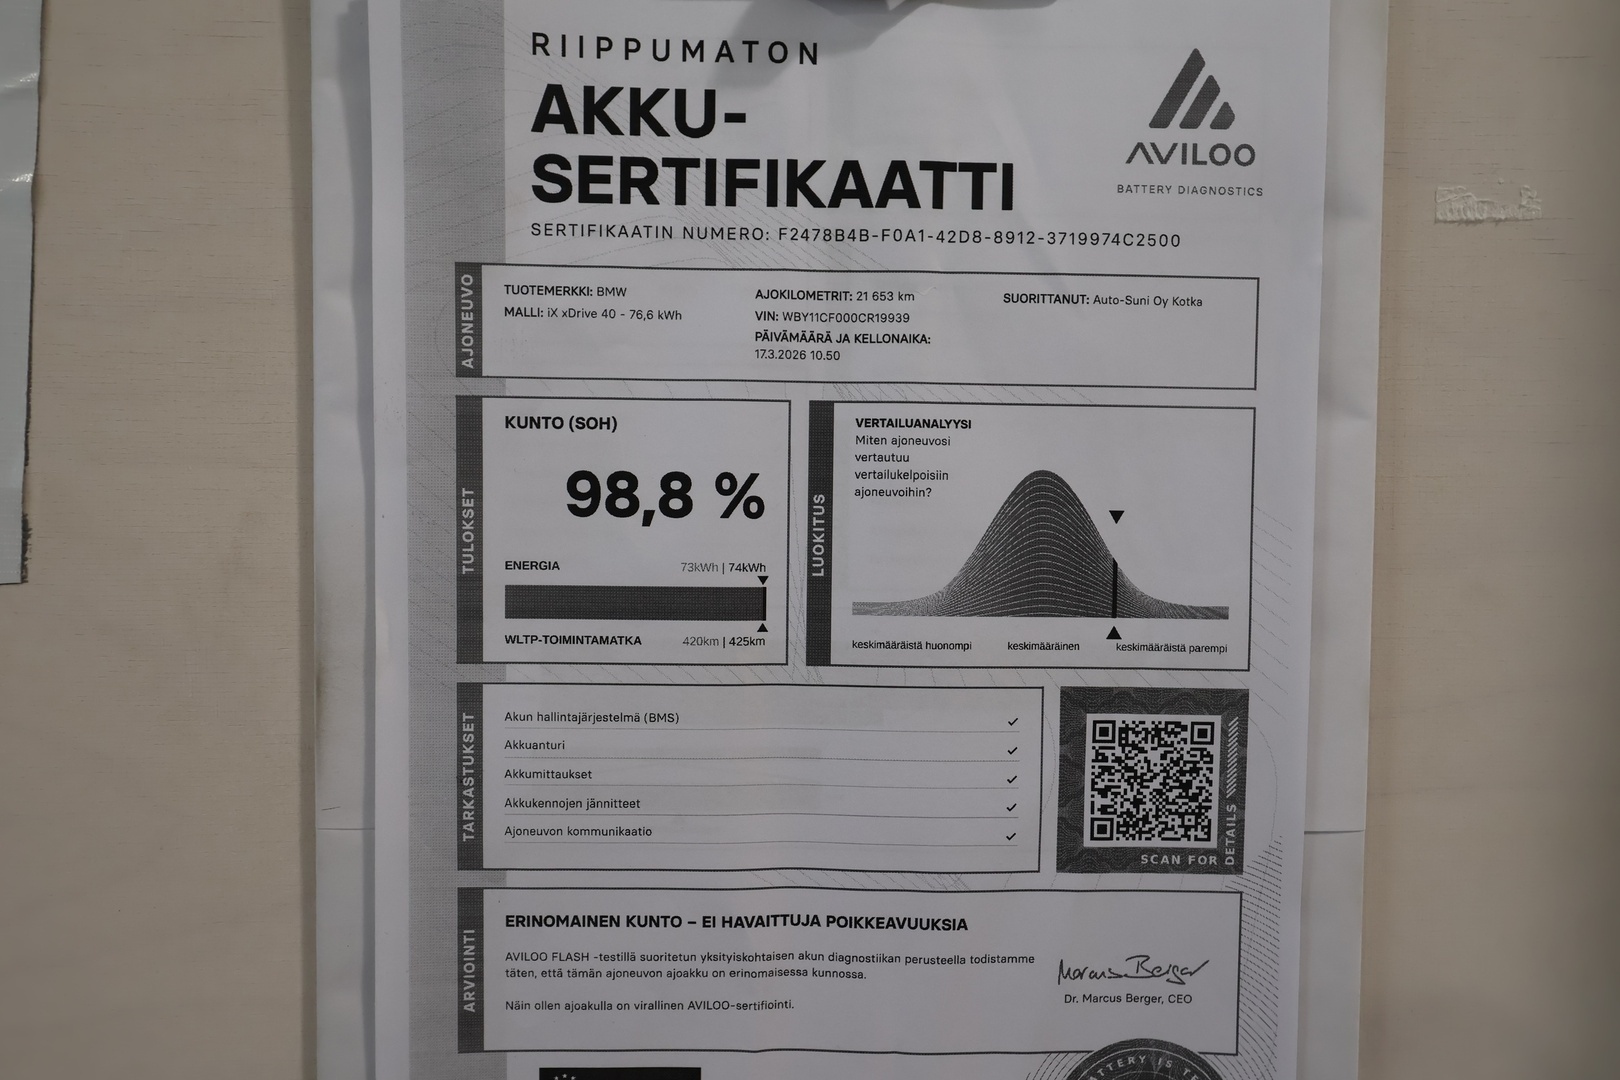 RIIPPUMATON
AKKU-
SERTIFIKAATTI
AVILOO
BATTERY DIAGNOSTICS
SERTIFIKAATIN NUMERO: F2478B4B-F0A1-42D8-8912-3719974C2500
AJONEUVO
TUOTEMERKKI: BMW
MALLI: iX xDrive 40 - 76,6 kWh
AJOKILOMETRIT: 21 653 km
VIN: WBY11CF000CR19939
PÄIVÄMÄÄRÄ JA KELLONAIKA:
17.3.2026 10.50
SUORITTANUT: Auto-Suni Oy Kotka
TULOKSET
KUNTO (SOH)
98,8 %
ENERGIA 73kWh | 74kWh
WLTP-TOIMINTAMATKA 420km | 425km
LUOKITUS
VERTAILUANALYYSI
Miten ajoneuvosi
vertautuu
vertailukelpoisiin
ajoneuvoihin?
keskimääräistä huonompi keskimääräinen keskimääräistä parempi
TARKASTUKSET
Akun hallintajärjestelmä (BMS)
Akkuanturi
Akkumittaukset
Akkukennojen jännitteet
Ajoneuvon kommunikaatio
SCAN FOR DETAILS
ARVIOINTI
ERINOMAINEN KUNTO – EI HAVAITTUJA POIKKEAVUUKSIA
AVILOO FLASH -testillä suoritetun yksityiskohtaisen akun diagnostiikan perusteella todistamme
täten, että tämän ajoneuvon ajoakku on erinomaisessa kunnossa.
Näin ollen ajoakulla on virallinen AVILOO-sertifiointi.
Marcus Berger
Dr. Marcus Berger, CEO
BATTERY IS